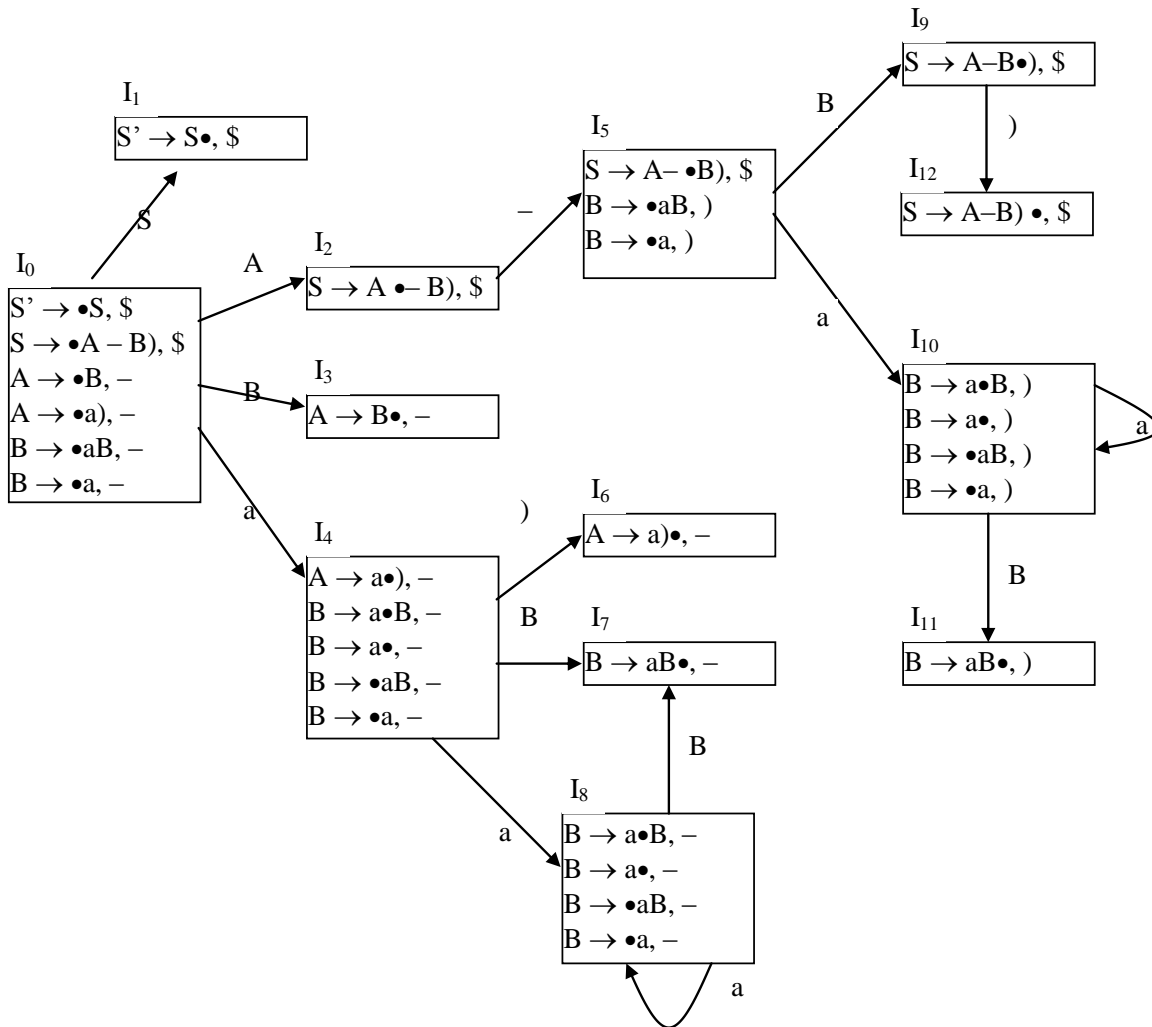 I9
S → A–B●), $
B
)
I12
S → A–B) ●, $
I1
S’ → S●, $
S
I5
S → A– ●B), $
B → ●aB, )
B → ●a, )
–
a
I0
S’ → ●S, $
S → ●A – B), $
A → ●B, –
A → ●a), –
B → ●aB, –
B → ●a, –
A
I2
S → A ●– B), $
B
I3
A → B●, –
a
I4
A → a●), –
B → a●B, –
B → a●, –
B → ●aB, –
B → ●a, –
)
I6
A → a)●, –
B
I7
B → aB●, –
B
a
I8
B → a●B, –
B → a●, –
B → ●aB, –
B → ●a, –
a
I10
B → a●B, )
B → a●, )
B → ●aB, )
B → ●a, )
a
B
I11
B → aB●, )